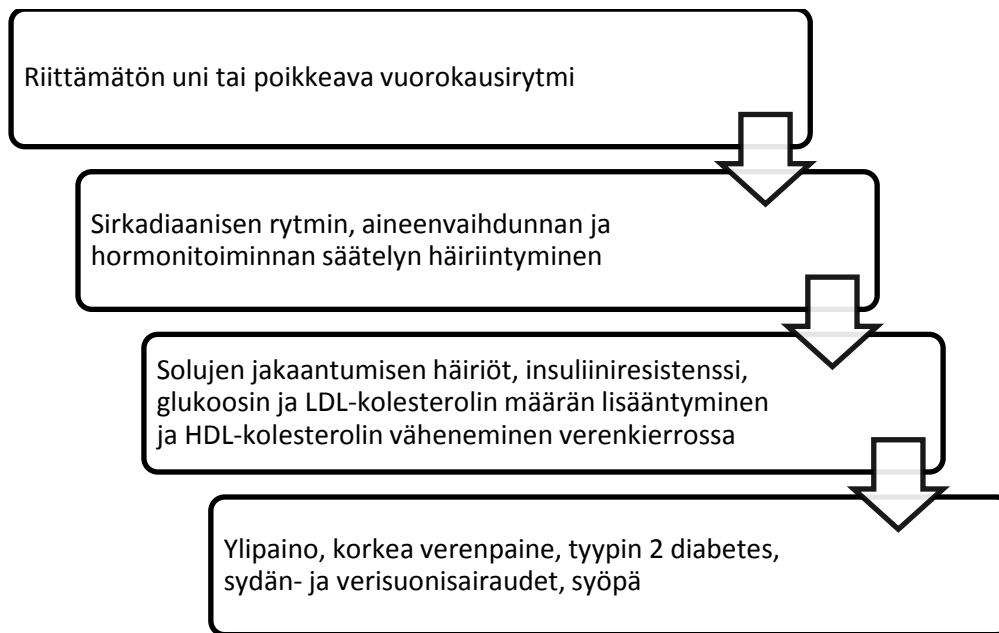 Riittämätön uni tai poikkeava vuorokausirytmi
Sirkadiaanisen rytmin, aineenvaihdunnan ja
hormonitoiminnan säätelyn häiriintyminen
Solujen jakaantumisen häiriöt, insuliiniresistenssi,
glukoosin ja LDL-kolesterolin määrän lisääntyminen
ja HDL-kolesterolin väheneminen verenkierrossa
Ylipaino, korkea verenpaine, tyypin 2 diabetes,
sydän- ja verisuonisairaudet, syöpä